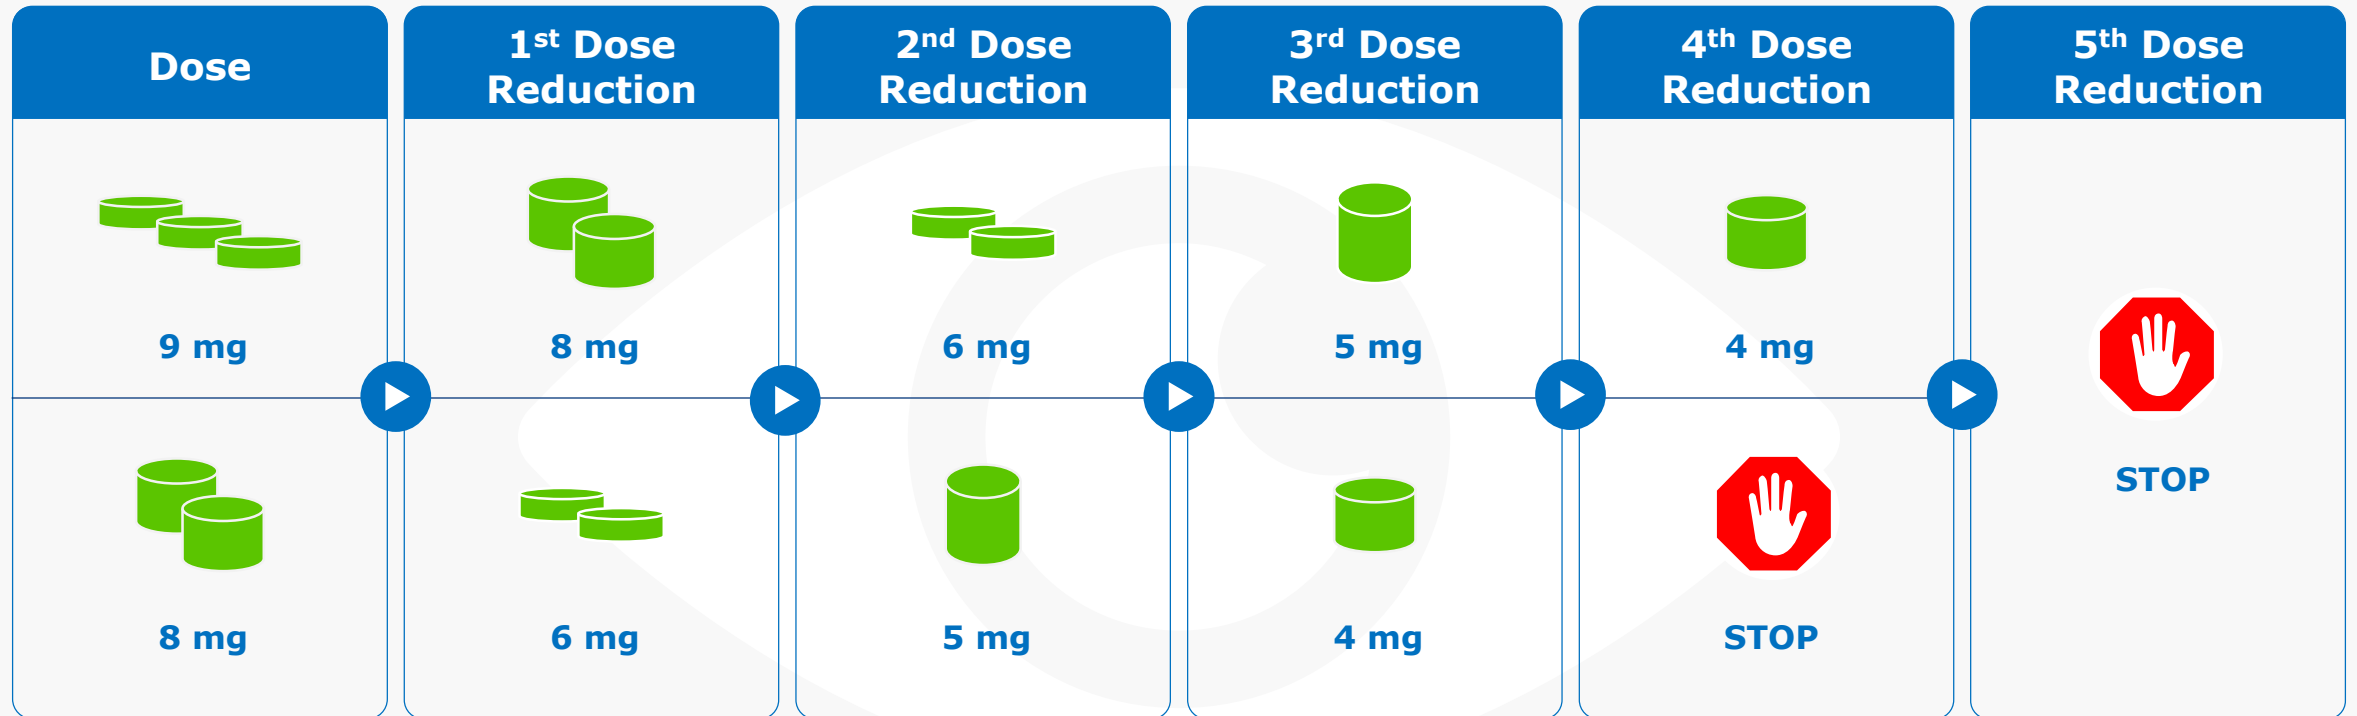 Dose
1st Dose
Reduction
2nd Dose
Reduction
3rd Dose
Reduction
4th Dose
Reduction
5th Dose
Reduction
9 mg
8 mg
6 mg
5 mg
4 mg
STOP
8 mg
6 mg
5 mg
4 mg
STOP